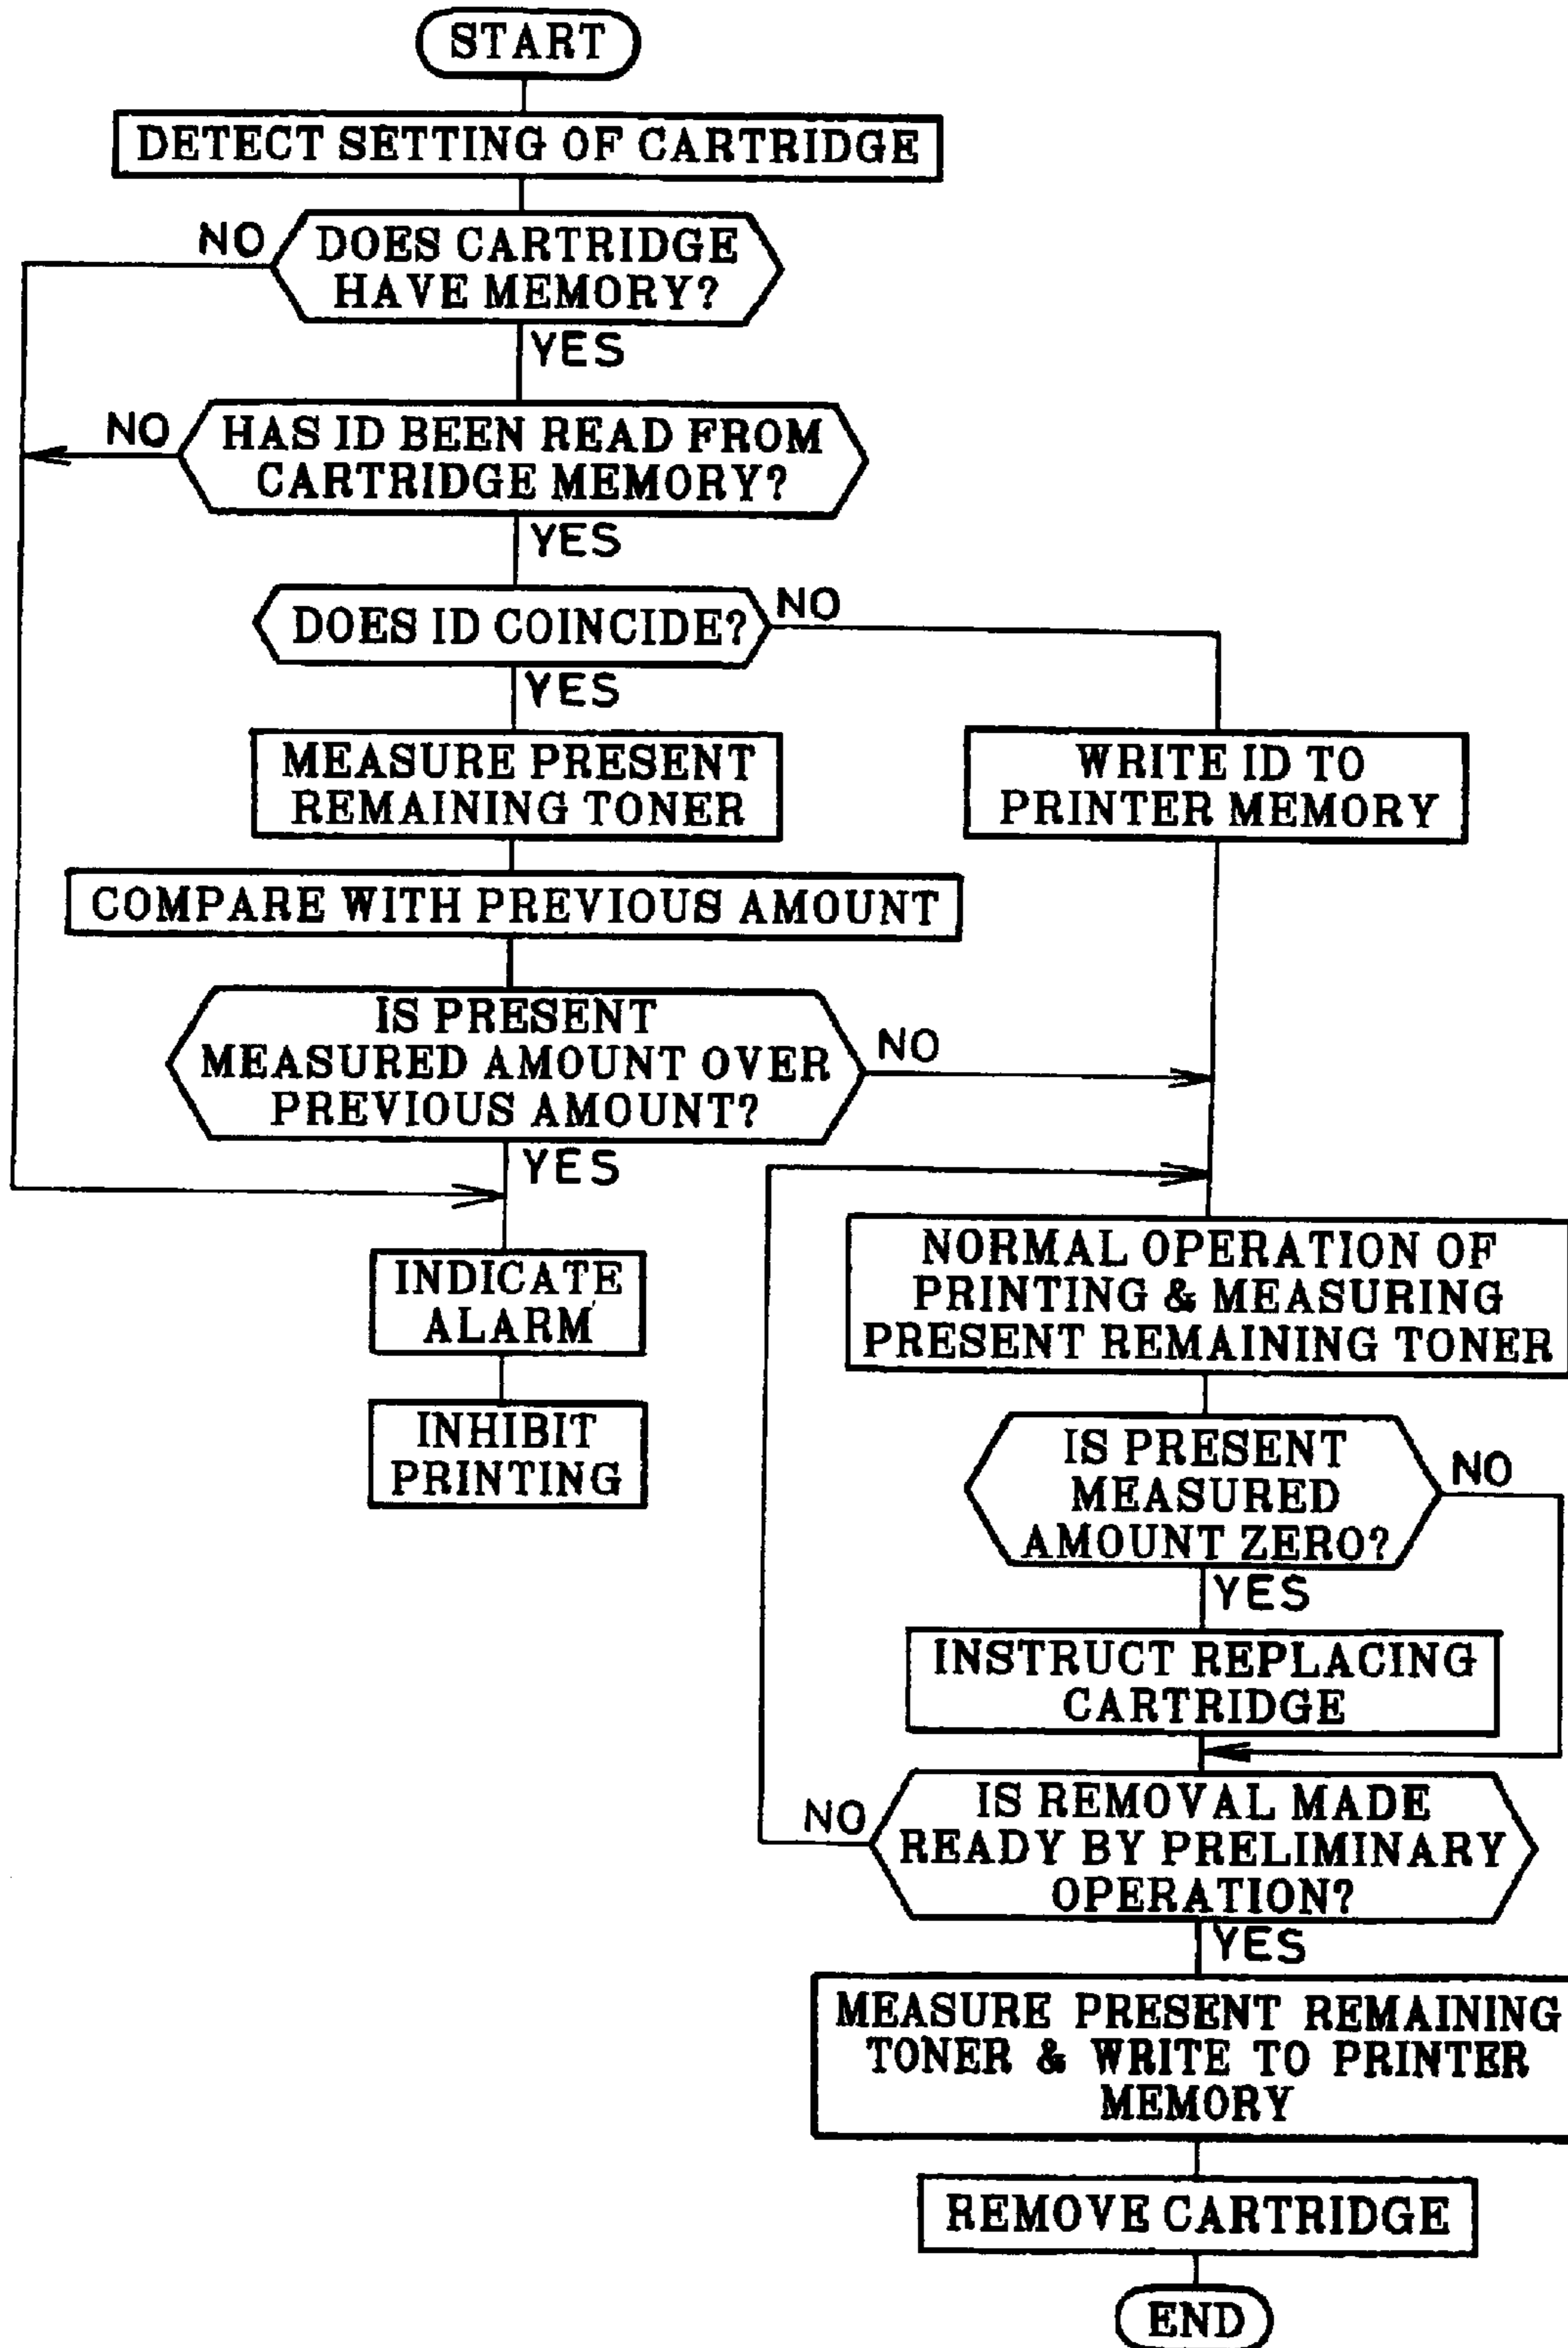 START
DETECT SETTING OF CARTRIDGE
NO
DOES CARTRIDGE
HAVE MEMORY?
YES
NO
HAS ID BEEN READ FROM
CARTRIDGE MEMORY?
YES
DOES ID COINCIDE?
NO
YES
MEASURE PRESENT
REMAINING TONER
WRITE ID TO
PRINTER MEMORY
COMPARE WITH PREVIOUS AMOUNT
IS PRESENT
MEASURED AMOUNT OVER
PREVIOUS AMOUNT?
NO
YES
INDICATE
ALARM
INHIBIT
PRINTING
NORMAL OPERATION OF
PRINTING & MEASURING
PRESENT REMAINING TONER
IS PRESENT
MEASURED
AMOUNT ZERO?
NO
YES
INSTRUCT REPLACING
CARTRIDGE
NO
IS REMOVAL MADE
READY BY PRELIMINARY
OPERATION?
YES
MEASURE PRESENT REMAINING
TONER & WRITE TO PRINTER
MEMORY
REMOVE CARTRIDGE
END